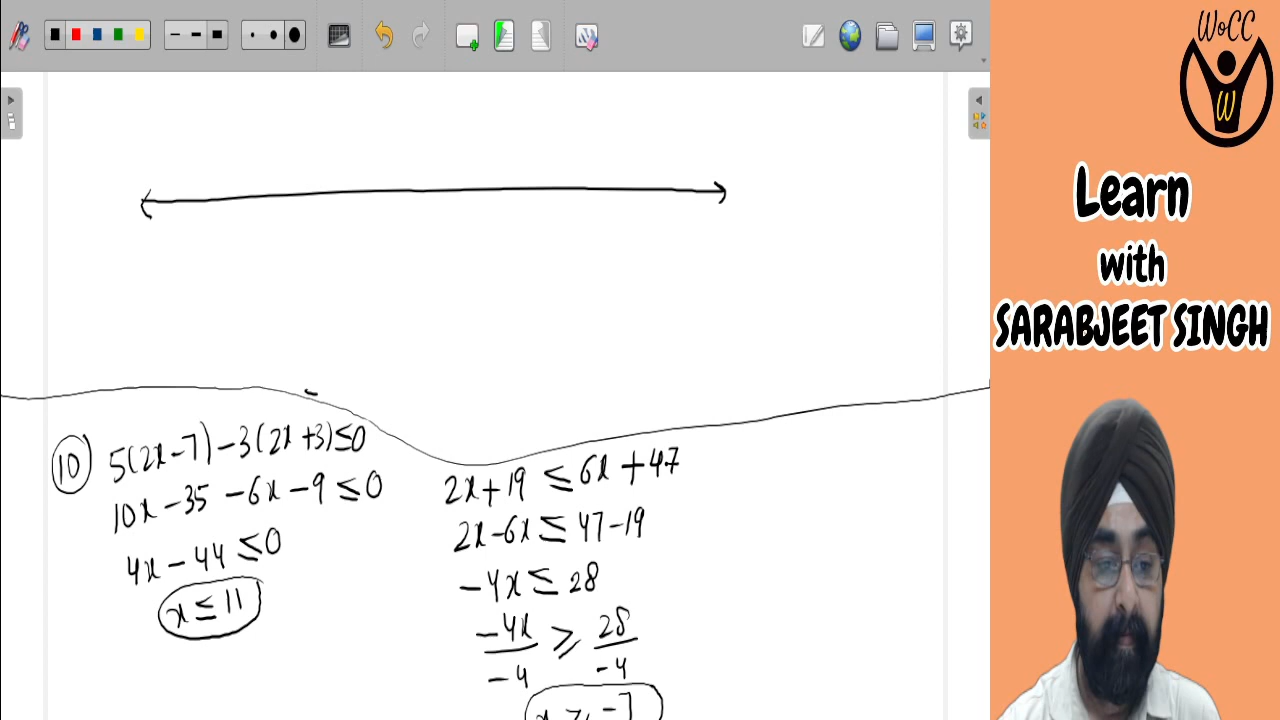 WOCC
W
Learn
with
SARABJEET SINGH
10 5(2x-7)-3(2x+3)≤0
10x-35-6x-9≤0
4x-44≤0
x≤11
2x+19≤6x+47
2x-6x≤47-19
-4x≤28
-4x/-4 ≥ 28/-4
x≥-7